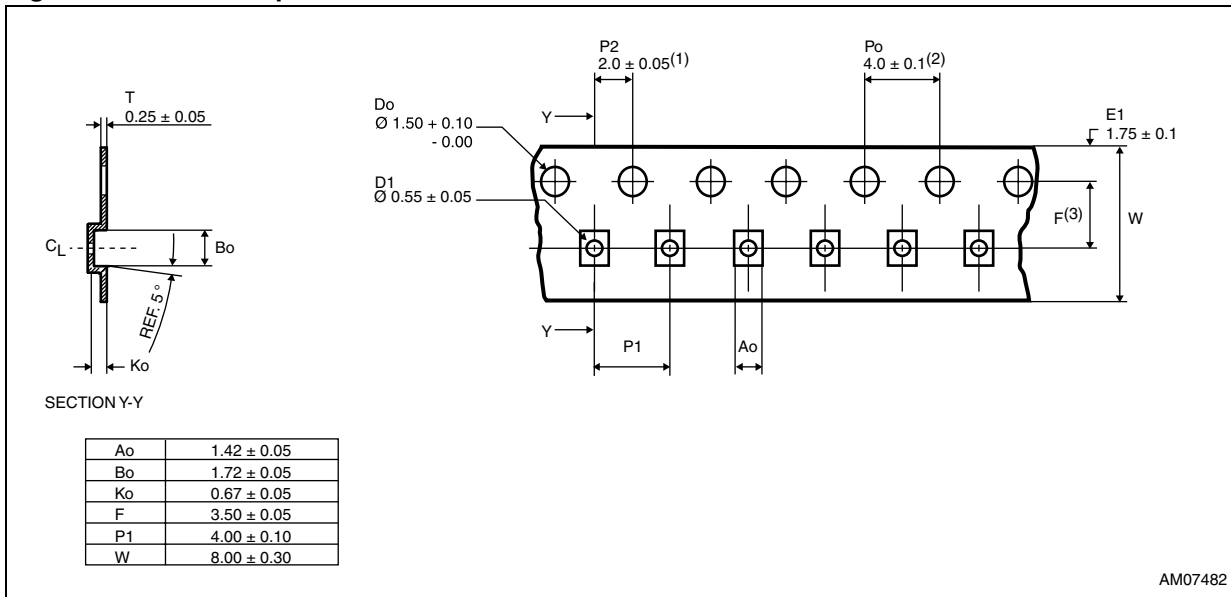 P2
2.0 ± 0.05(1)
Po
4.0 ± 0.1(2)
T
0.25 ± 0.05
Do
Ø 1.50 + 0.10
- 0.00
Y
E1
1.75 ± 0.1
D1
Ø 0.55 ± 0.05
F(3)
W
CL
Bo
REF. 5°
Ko
Y
P1
Ao
SECTION Y-Y
Ao 1.42 ± 0.05
Bo 1.72 ± 0.05
Ko 0.67 ± 0.05
F 3.50 ± 0.05
P1 4.00 ± 0.10
W 8.00 ± 0.30
AM07482